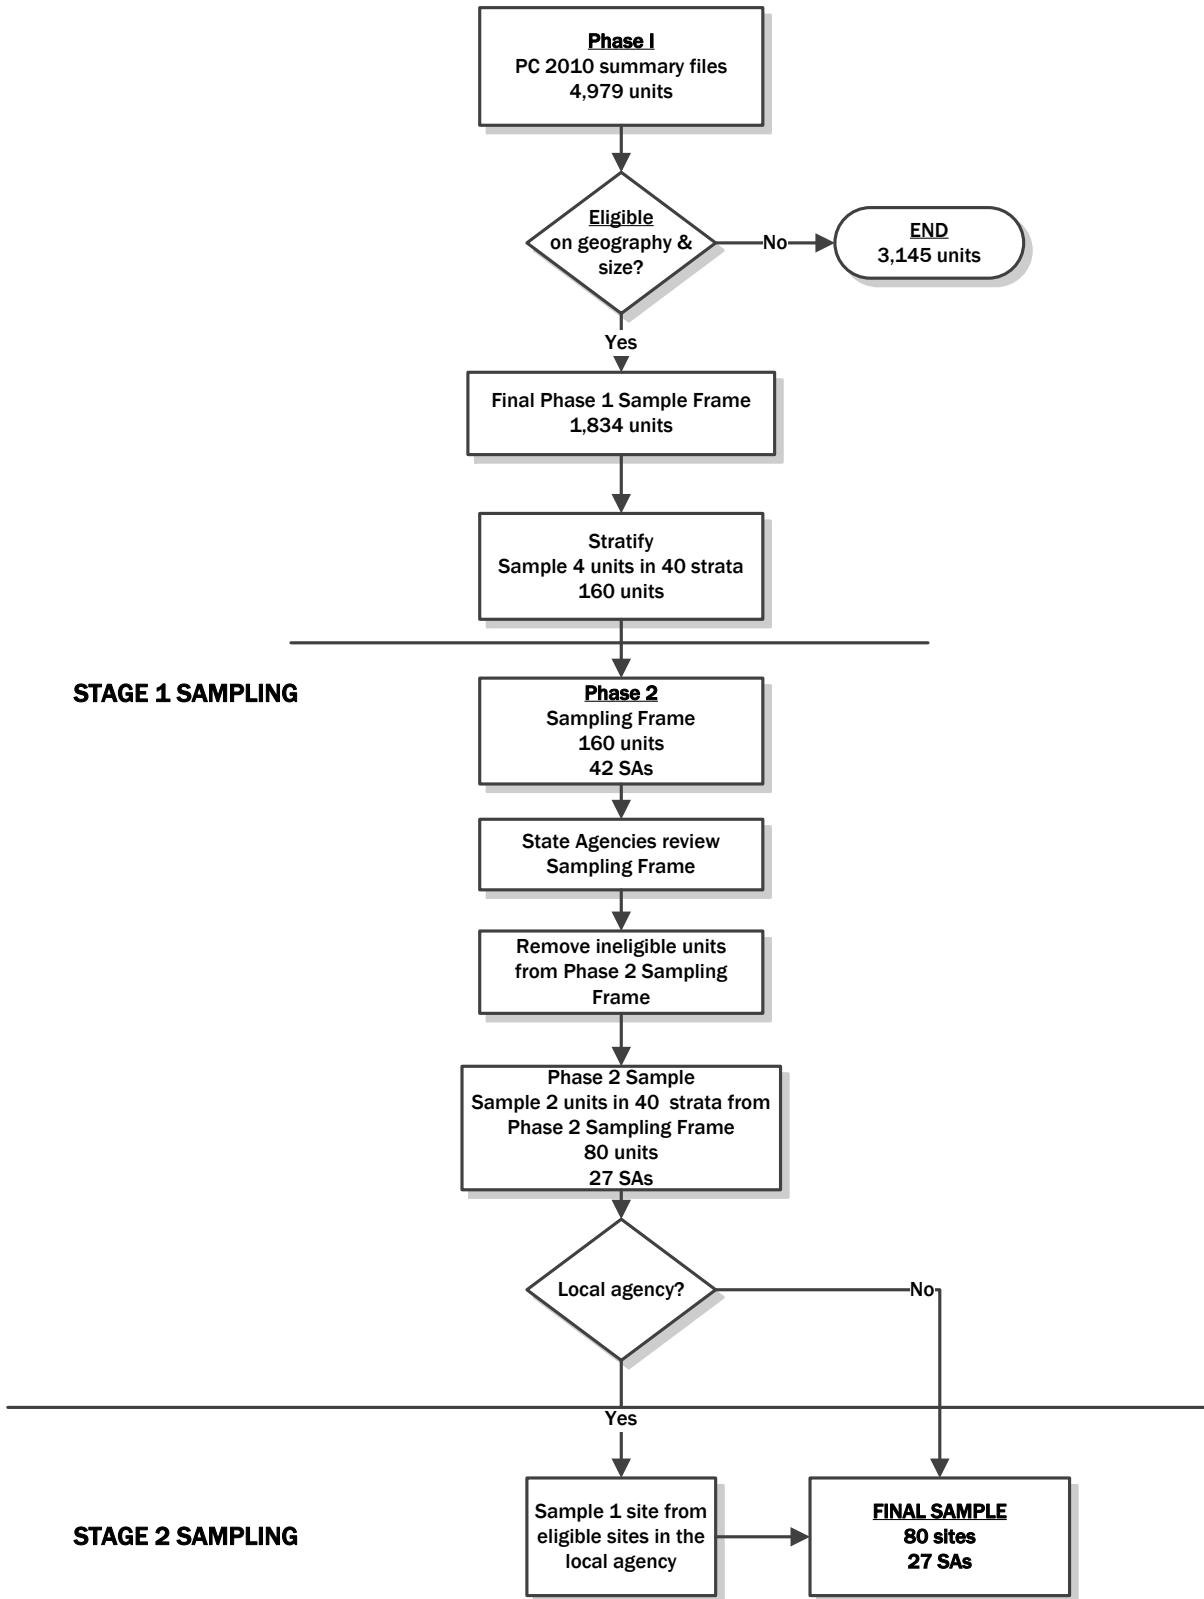 Phase I
PC 2010 summary files
4,979 units
Eligible
on geography &
size?
No
END
3,145 units
Yes
Final Phase 1 Sample Frame
1,834 units
Stratify
Sample 4 units in 40 strata
160 units
STAGE 1 SAMPLING
Phase 2
Sampling Frame
160 units
42 SAs
State Agencies review
Sampling Frame
Remove ineligible units
from Phase 2 Sampling
Frame
Phase 2 Sample
Sample 2 units in 40 strata from
Phase 2 Sampling Frame
80 units
27 SAs
Local agency?
No
Yes
STAGE 2 SAMPLING
Sample 1 site from
eligible sites in the
local agency
FINAL SAMPLE
80 sites
27 SAs